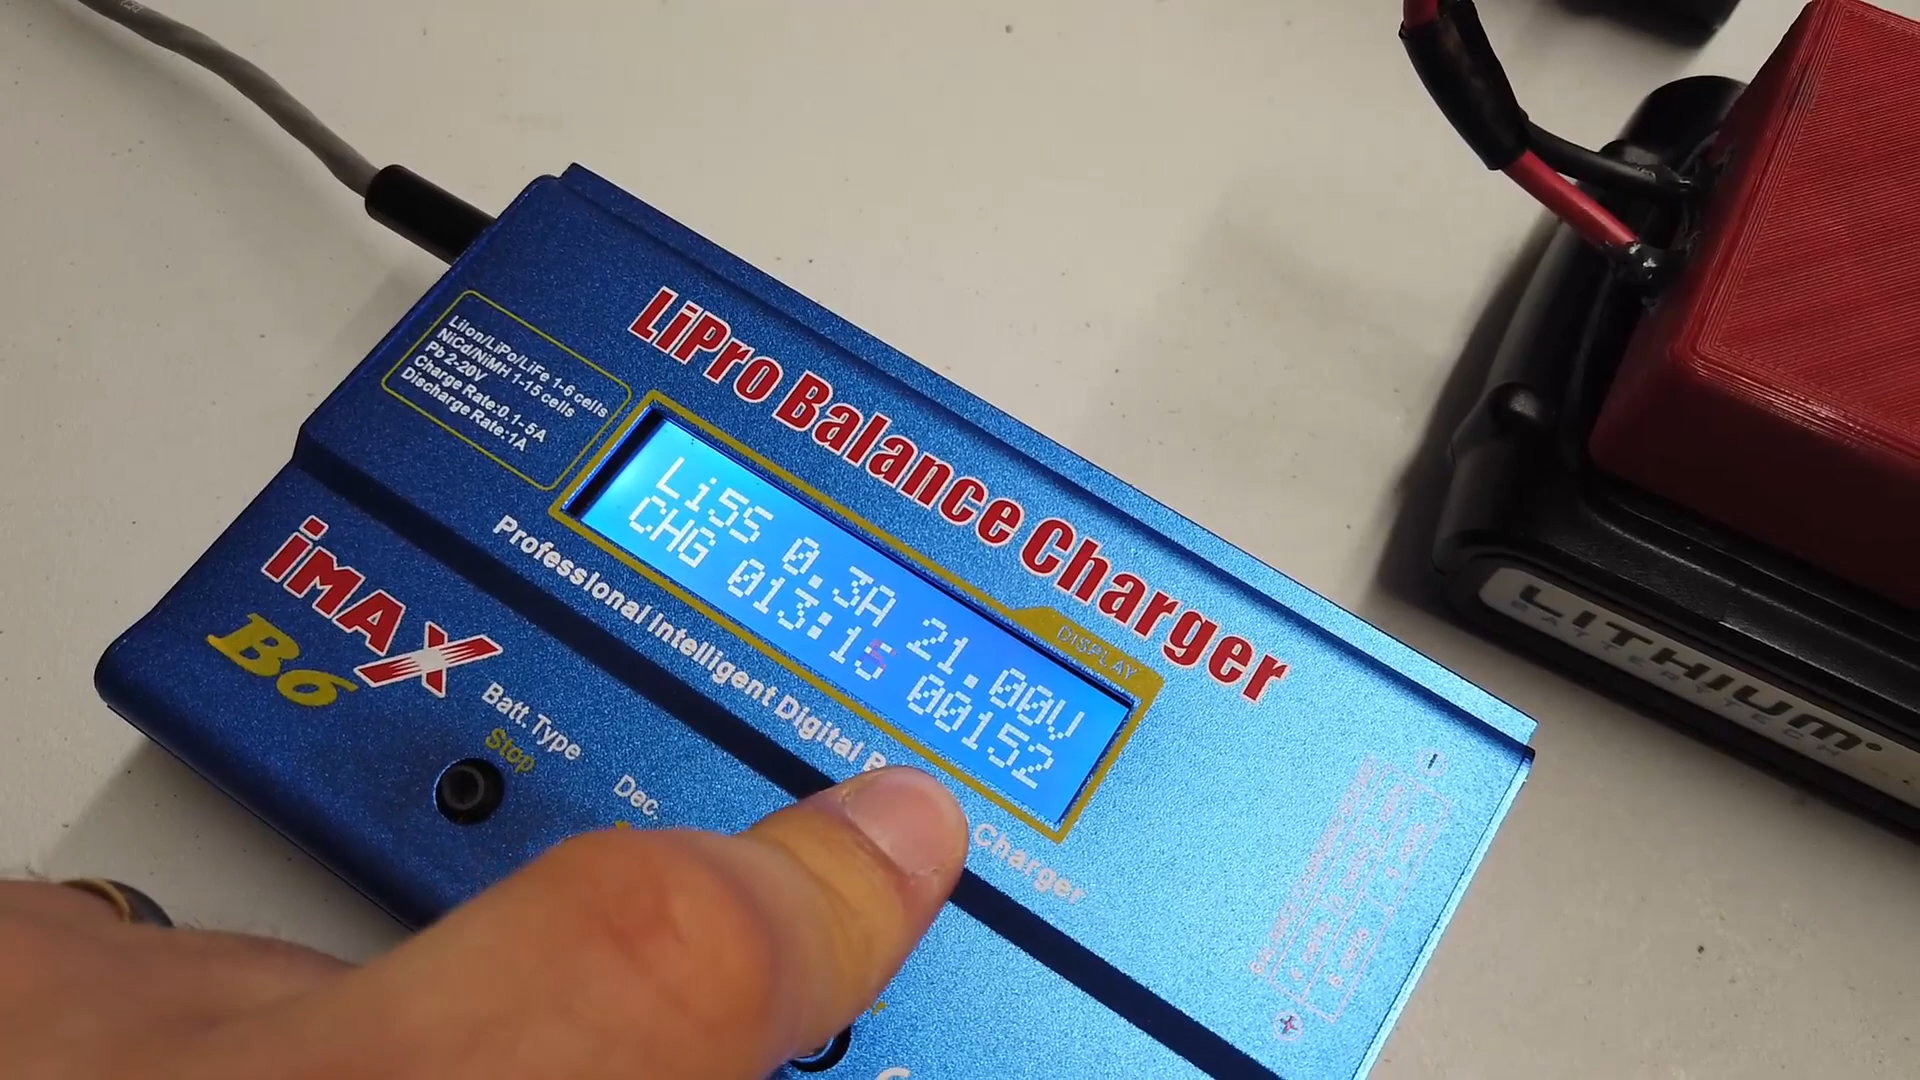 LiIon/LiPo/LiFe 1-6 cells
NiCd/NiMH 1-15 cells
Pb 2-20V
Charge Rate:0.1-5A
Discharge Rate:1A
LiPro Balance Charger
Li5S 0.3A 21.00V
CHG 013:15 00152
DISPLAY
Professional Intelligent Digital
Charger
iMAX
B6
Batt. Type
Stop
Dec.
LITHIUM